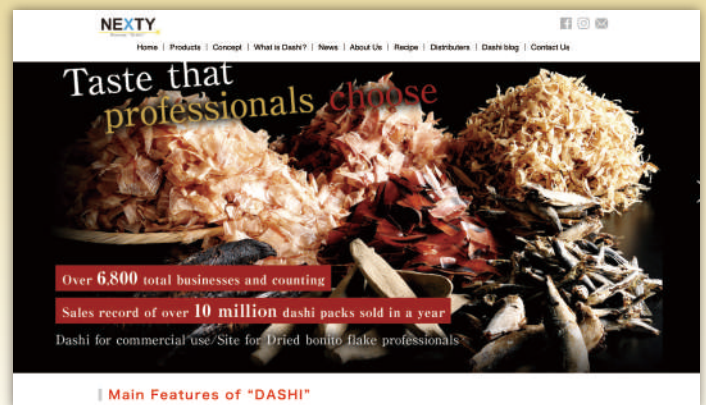 NEXTY
Home | Products | Concept | What is Dashi? | News | About Us | Recipe | Distributers | Dashi blog | Contact Us
Taste that
professionals choose
Over 6,800 total businesses and counting
Sales record of over 10 million dashi packs sold in a year
Dashi for commercial use/Site for Dried bonito flake professionals
Main Features of “DASHI”